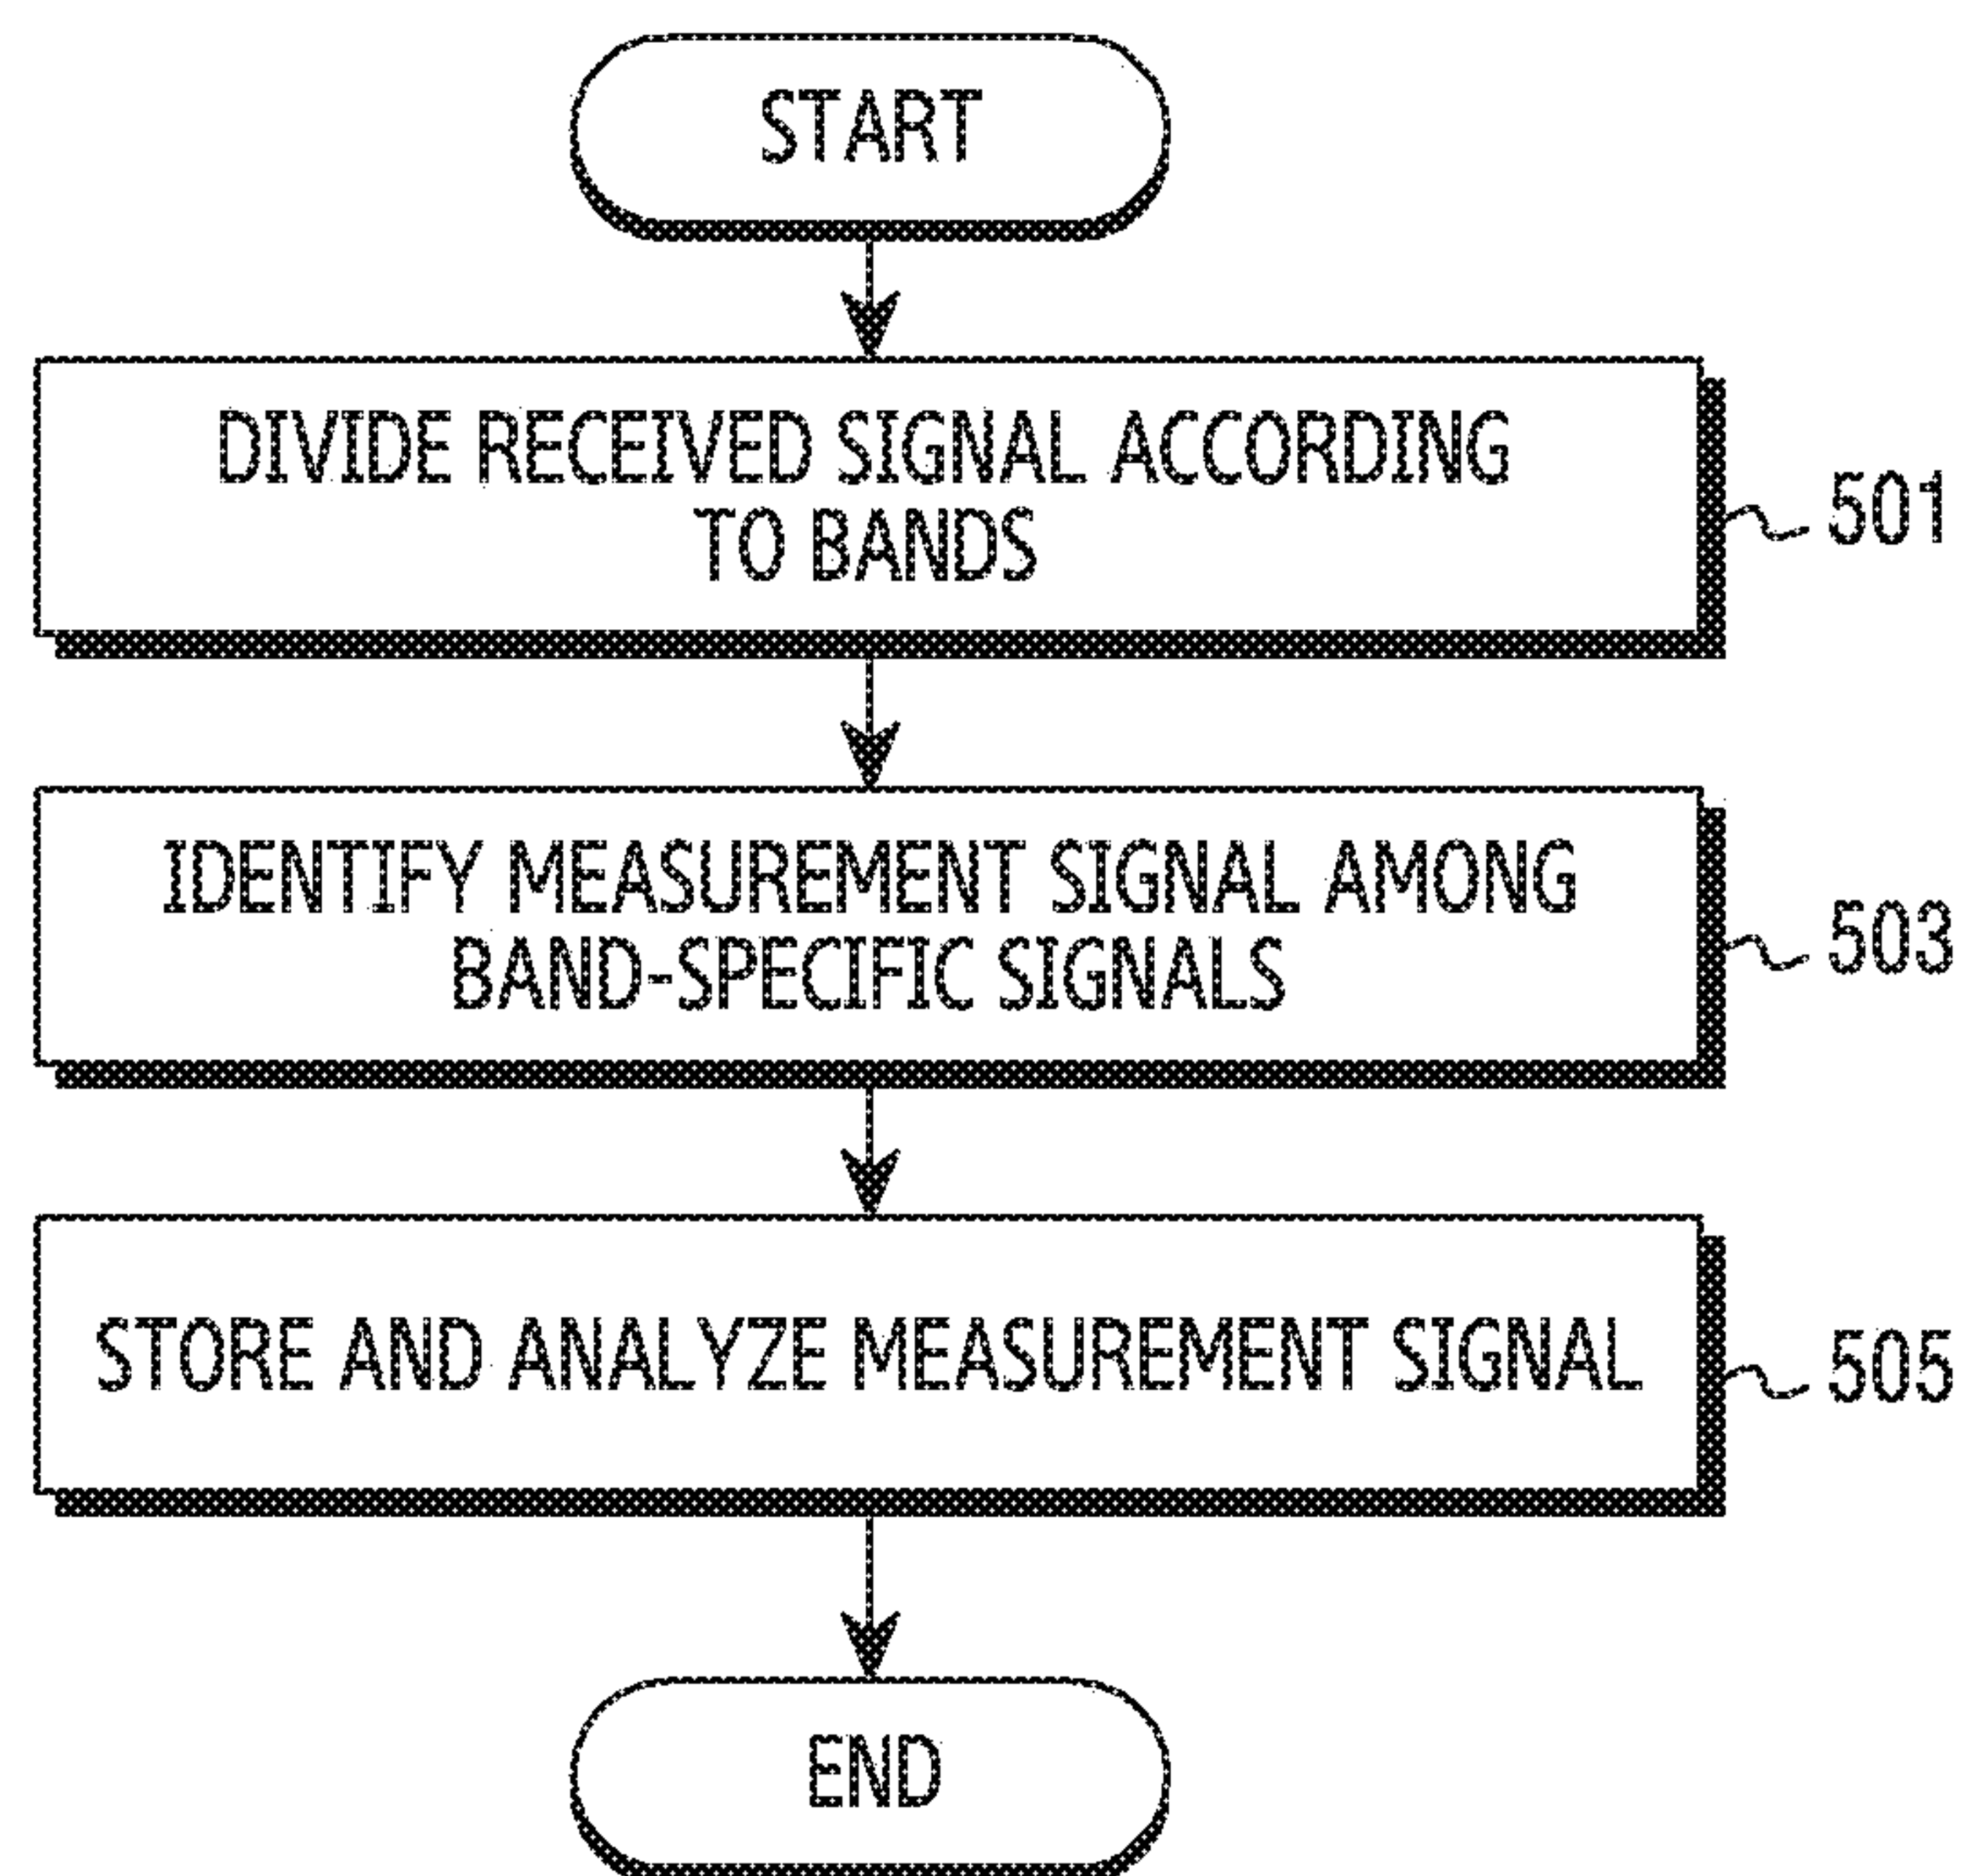 START
DIVIDE RECEIVED SIGNAL ACCORDING
TO BANDS
501
IDENTIFY MEASUREMENT SIGNAL AMONG
BAND-SPECIFIC SIGNALS
503
STORE AND ANALYZE MEASUREMENT SIGNAL
505
END